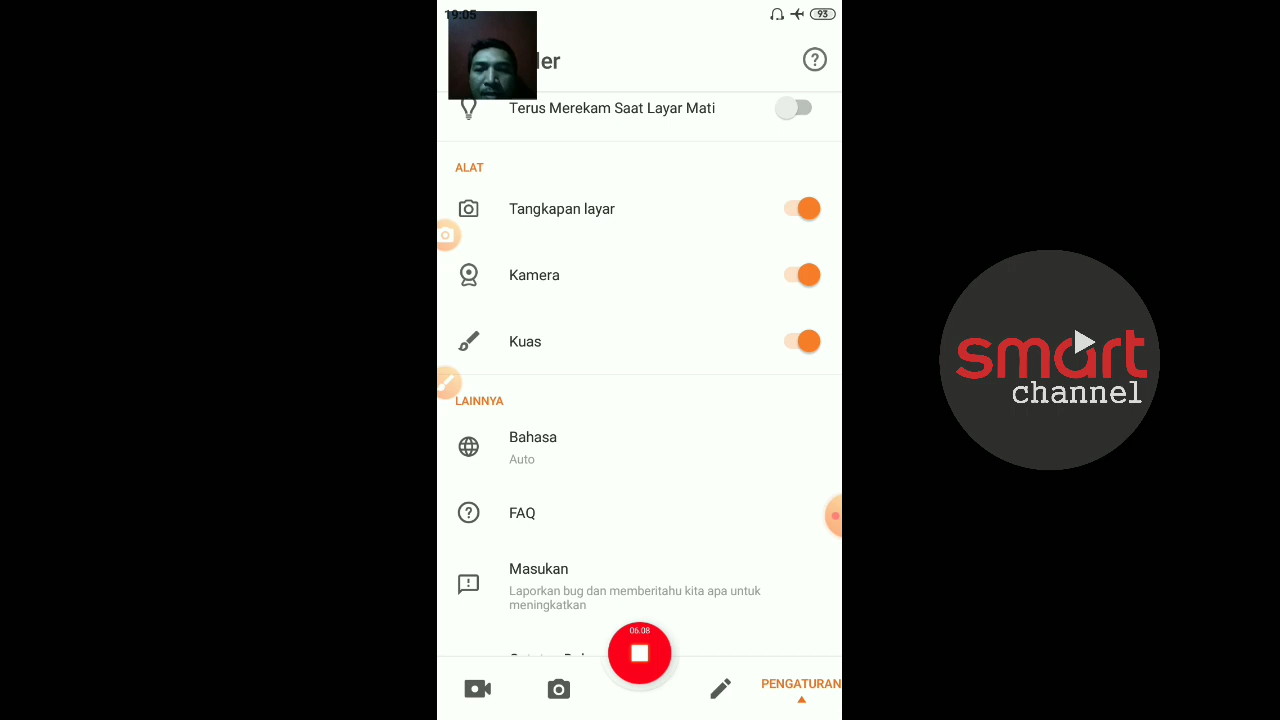 19:05
93
der
Terus Merekam Saat Layar Mati
ALAT
Tangkapan layar
Kamera
Kuas
LAINNYA
Bahasa
Auto
FAQ
Masukan
Laporkan bug dan memberitahu kita apa untuk
meningkatkan
06.08
PENGATURAN
smart
channel